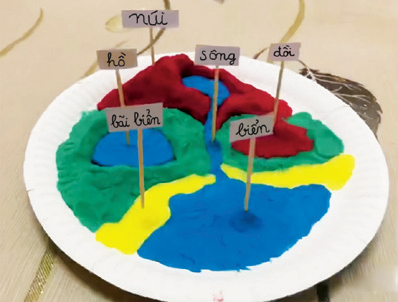 núi
hồ
sông
đồi
bãi biển
biển